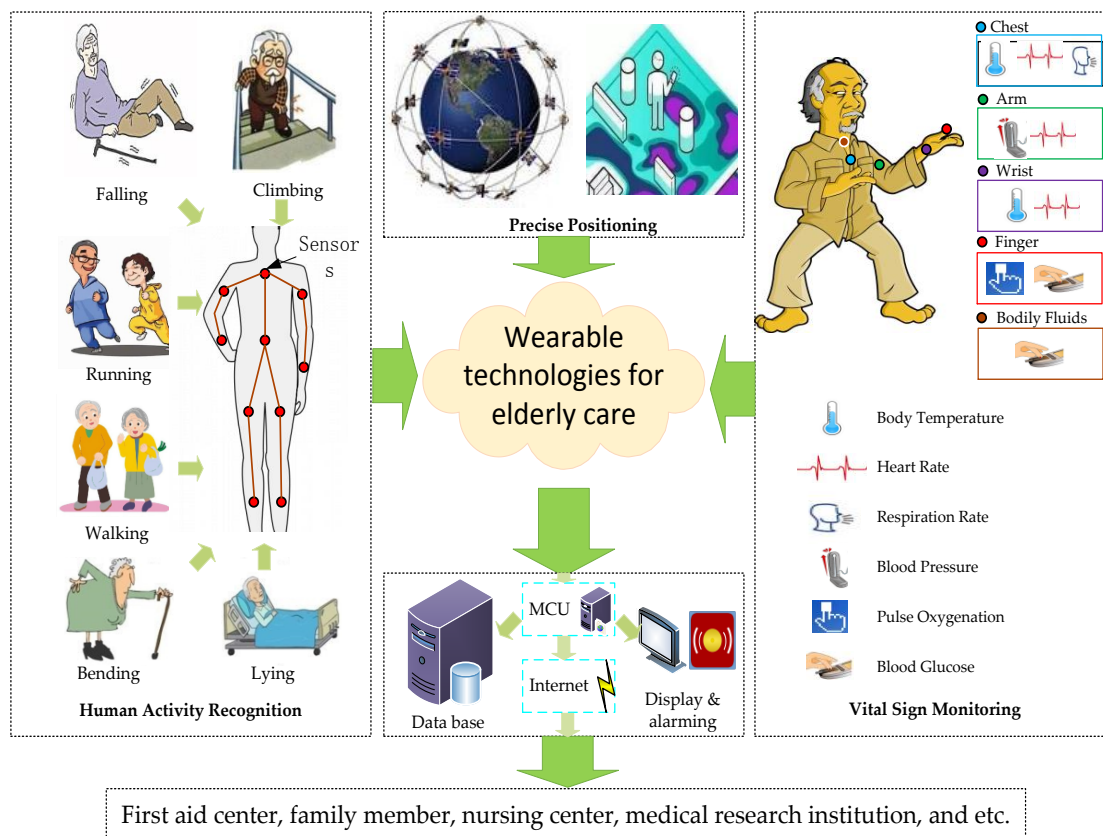 Falling
Climbing
Sensor
s
Running
Walking
Bending
Lying
Human Activity Recognition
Precise Positioning
Wearable
technologies for
elderly care
MCU
Internet
Data base
Display &
alarming
Chest
Arm
Wrist
Finger
Bodily Fluids
Body Temperature
Heart Rate
Respiration Rate
Blood Pressure
Pulse Oxygenation
Blood Glucose
Vital Sign Monitoring
First aid center, family member, nursing center, medical research institution, and etc.